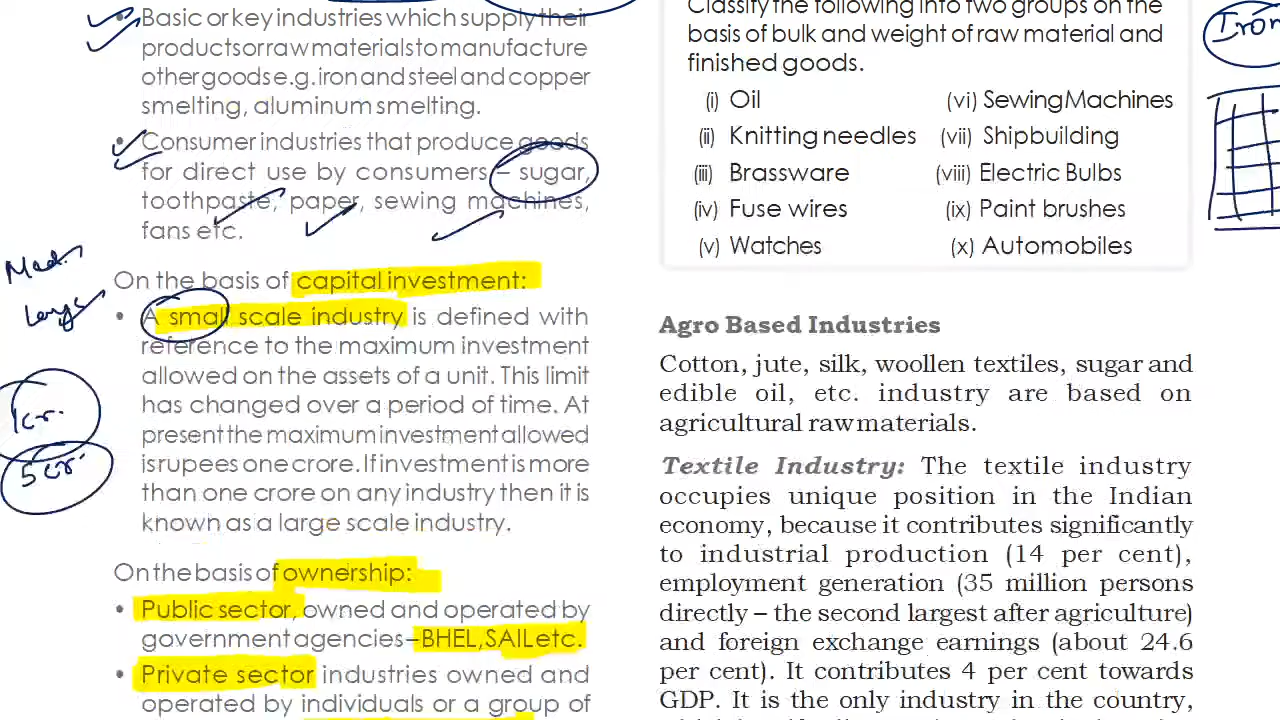 Basic or key industries which supply their
products or raw materials to manufacture
other goods e.g. iron and steel and copper
smelting, aluminum smelting.
• Consumer industries that produce goods
for direct use by consumers – sugar,
toothpaste, paper, sewing machines,
fans etc.
Med.
Large
On the basis of capital investment:
• A small scale industry is defined with
reference to the maximum investment
allowed on the assets of a unit. This limit
has changed over a period of time. At
present the maximum investment allowed
is rupees one crore. If investment is more
than one crore on any industry then it is
known as a large scale industry.
1cr.
5 cr.
On the basis of ownership:
• Public sector, owned and operated by
government agencies – BHEL, SAIL etc.
• Private sector industries owned and
operated by individuals or a group of
Classify the following into two groups on the
basis of bulk and weight of raw material and
finished goods.
(i) Oil (vi) Sewing Machines
(ii) Knitting needles (vii) Shipbuilding
(iii) Brassware (viii) Electric Bulbs
(iv) Fuse wires (ix) Paint brushes
(v) Watches (x) Automobiles
Iron
Agro Based Industries
Cotton, jute, silk, woollen textiles, sugar and
edible oil, etc. industry are based on
agricultural raw materials.
Textile Industry: The textile industry
occupies unique position in the Indian
economy, because it contributes significantly
to industrial production (14 per cent),
employment generation (35 million persons
directly – the second largest after agriculture)
and foreign exchange earnings (about 24.6
per cent). It contributes 4 per cent towards
GDP. It is the only industry in the country,